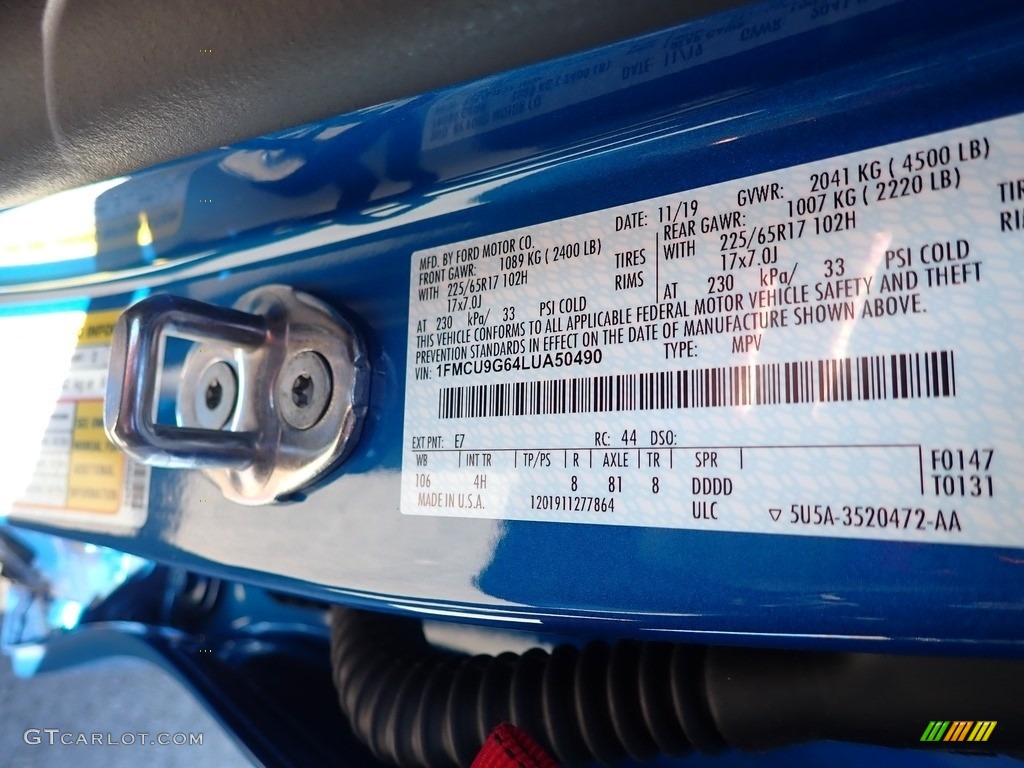 MFD. BY FORD MOTOR CO. DATE: 11/19 GVWR: 2041 KG ( 4500 LB)
FRONT GAWR: 1089 KG ( 2400 LB) REAR GAWR: 1007 KG ( 2220 LB)
WITH 225/65R17 102H TIRES WITH 225/65R17 102H TIR
17x7.0J RIMS 17x7.0J RI
AT 230 kPa/ 33 PSI COLD AT 230 kPa/ 33 PSI COLD
THIS VEHICLE CONFORMS TO ALL APPLICABLE FEDERAL MOTOR VEHICLE SAFETY AND THEFT
PREVENTION STANDARDS IN EFFECT ON THE DATE OF MANUFACTURE SHOWN ABOVE.
VIN: 1FMCU9G64LUA50490 TYPE: MPV
EXT PNT: E7 RC: 44 DSO:
WB INT TR TP/PS R AXLE TR SPR F0147
106 4H 8 81 8 DDDD T0131
MADE IN U.S.A. 1201911277864 ULC 5U5A-3520472-AA
GTCARLOT.COM